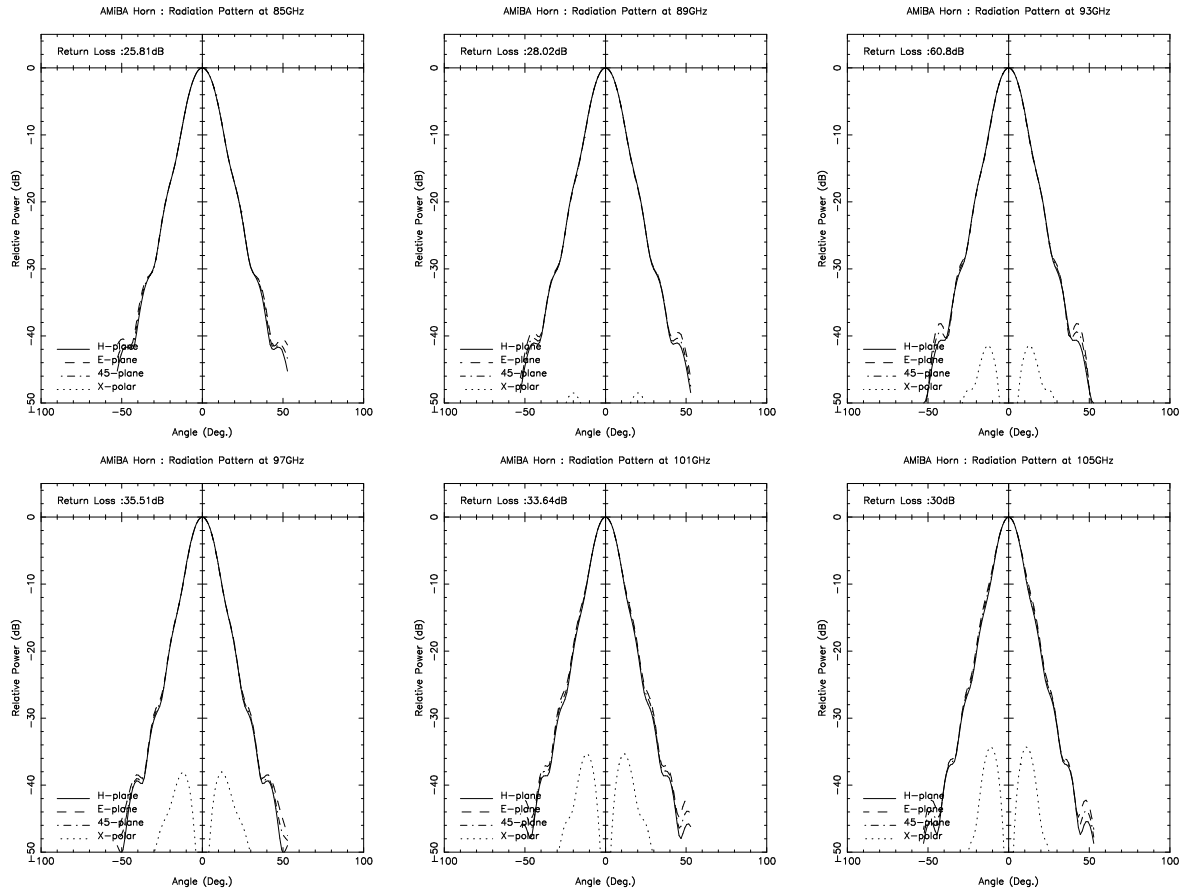 AMiBA Horn : Radiation Pattern at 85GHz
Return Loss :25.81dB
Relative Power (dB)
0
−10
−20
−30
−40
−50
H−plane
E−plane
45−plane
X−polar
−100 −50 0 50 100
Angle (Deg.)
AMiBA Horn : Radiation Pattern at 89GHz
Return Loss :28.02dB
Relative Power (dB)
0
−10
−20
−30
−40
−50
H−plane
E−plane
45−plane
X−polar
−100 −50 0 50 100
Angle (Deg.)
AMiBA Horn : Radiation Pattern at 93GHz
Return Loss :60.8dB
Relative Power (dB)
0
−10
−20
−30
−40
−50
H−plane
E−plane
45−plane
X−polar
−100 −50 0 50 100
Angle (Deg.)
AMiBA Horn : Radiation Pattern at 97GHz
Return Loss :35.51dB
Relative Power (dB)
0
−10
−20
−30
−40
−50
H−plane
E−plane
45−plane
X−polar
−100 −50 0 50 100
Angle (Deg.)
AMiBA Horn : Radiation Pattern at 101GHz
Return Loss :33.64dB
Relative Power (dB)
0
−10
−20
−30
−40
−50
H−plane
E−plane
45−plane
X−polar
−100 −50 0 50 100
Angle (Deg.)
AMiBA Horn : Radiation Pattern at 105GHz
Return Loss :30dB
Relative Power (dB)
0
−10
−20
−30
−40
−50
H−plane
E−plane
45−plane
X−polar
−100 −50 0 50 100
Angle (Deg.)